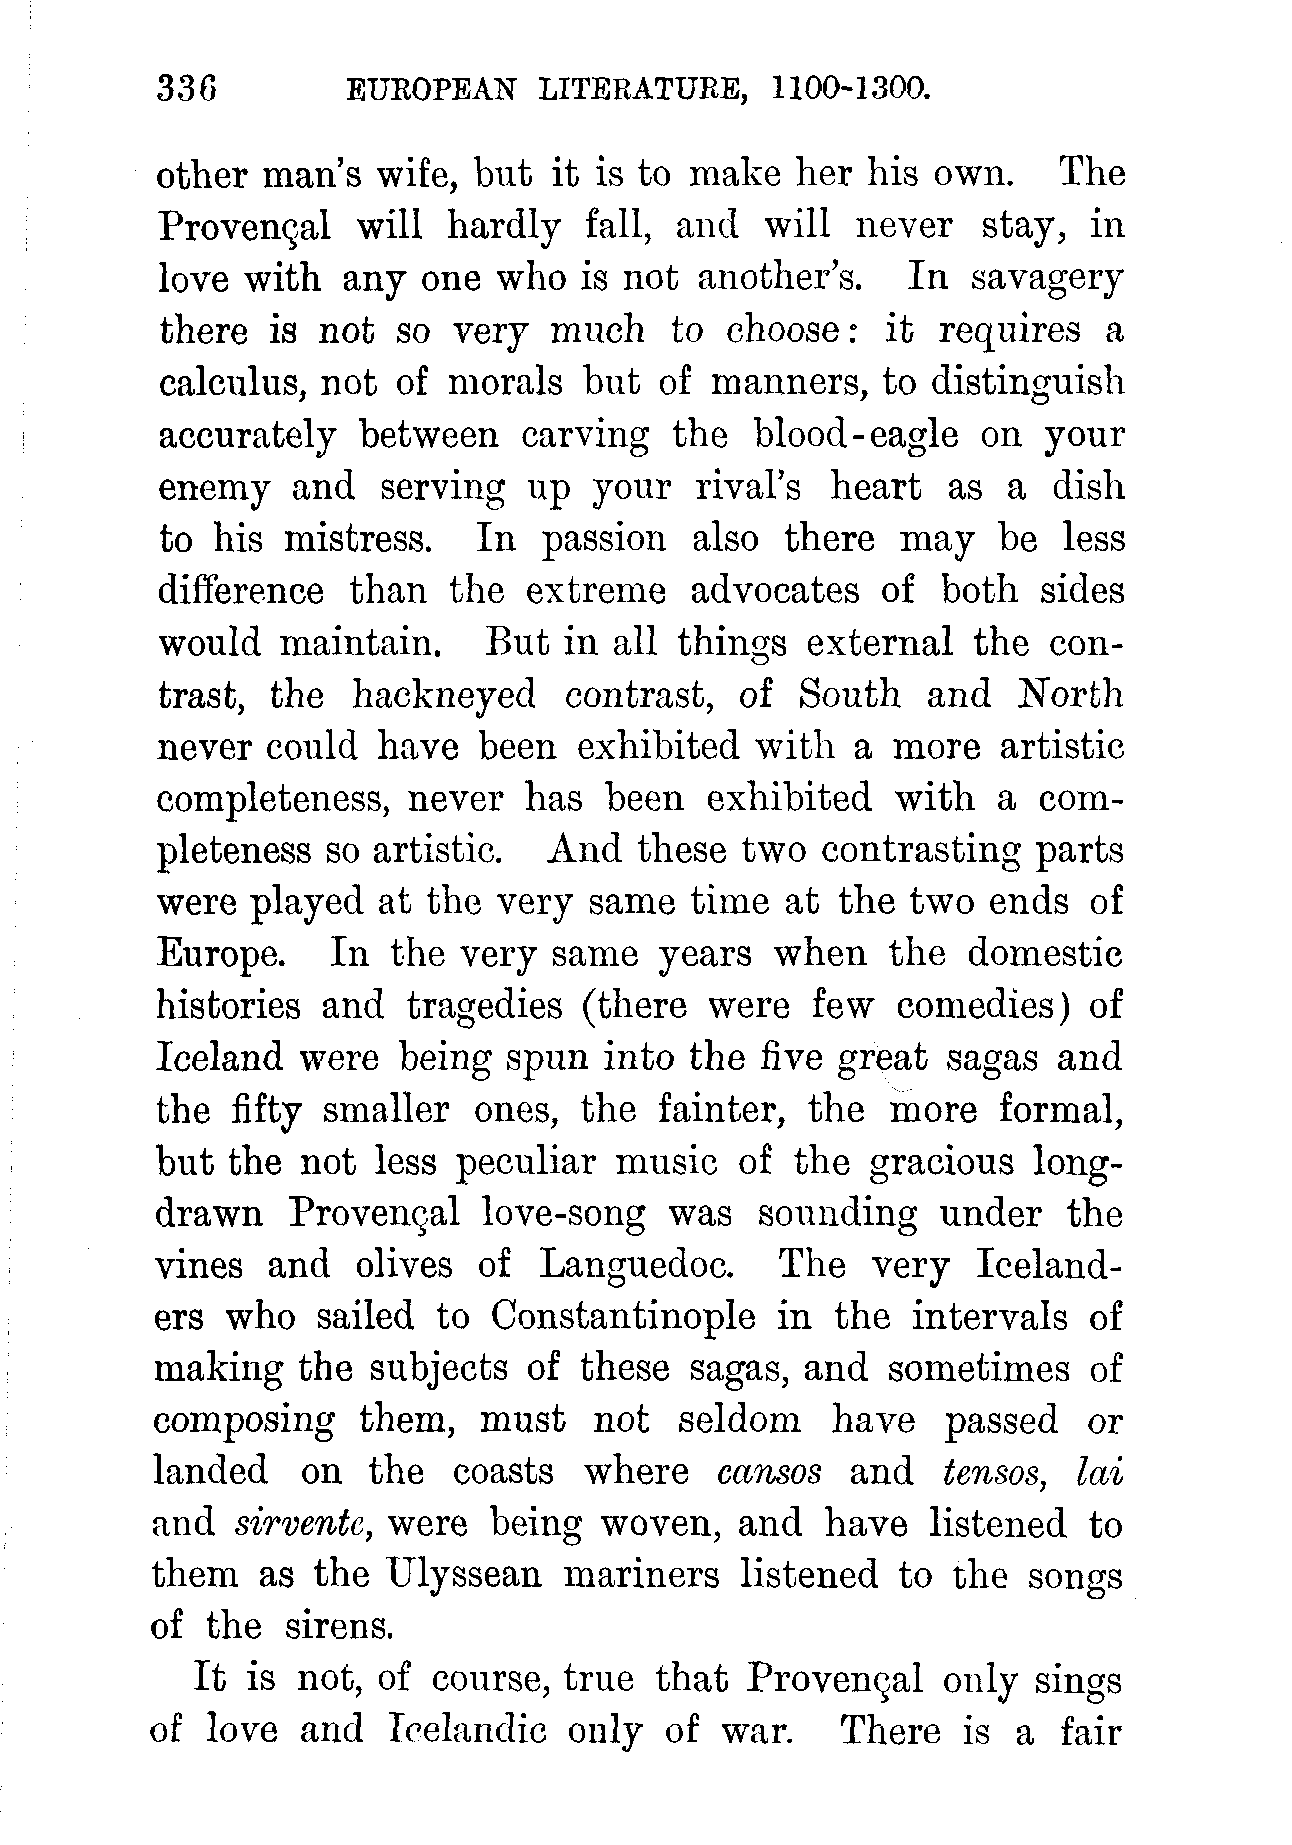 336 EUROPEAN LITERATURE, 1100-1300.
other man's wife, but it is to make her his own. The
Provençal will hardly fall, and will never stay, in
love with any one who is not another's. In savagery
there is not so very much to choose: it requires a
calculus, not of morals but of manners, to distinguish
accurately between carving the blood-eagle on your
enemy and serving up your rival's heart as a dish
to his mistress. In passion also there may be less
difference than the extreme advocates of both sides
would maintain. But in all things external the con-
trast, the hackneyed contrast, of South and North
never could have been exhibited with a more artistic
completeness, never has been exhibited with a com-
pleteness so artistic. And these two contrasting parts
were played at the very same time at the two ends of
Europe. In the very same years when the domestic
histories and tragedies (there were few comedies) of
Iceland were being spun into the five great sagas and
the fifty smaller ones, the fainter, the more formal,
but the not less peculiar music of the gracious long-
drawn Provençal love-song was sounding under the
vines and olives of Languedoc. The very Iceland-
ers who sailed to Constantinople in the intervals of
making the subjects of these sagas, and sometimes of
composing them, must not seldom have passed or
landed on the coasts where cansos and tensos, lai
and sirvente, were being woven, and have listened to
them as the Ulyssean mariners listened to the songs
of the sirens.
It is not, of course, true that Provençal only sings
of love and Icelandic only of war. There is a fair